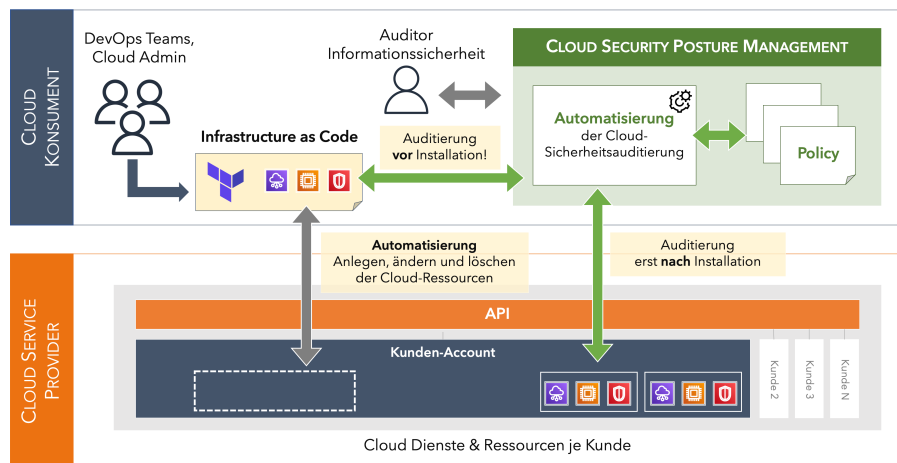 CLOUD
KONSUMENT
DevOps Teams,
Cloud Admin
Auditor
Informationssicherheit
CLOUD SECURITY POSTURE MANAGEMENT
Infrastructure as Code
Auditierung
vor Installation!
Automatisierung
der Cloud-
Sicherheitsauditierung
Policy
Automatisierung
Anlegen, ändern und löschen
der Cloud-Ressourcen
Auditierung
erst nach Installation
CLOUD SERVICE
PROVIDER
API
Kunden-Account
Kunde 2
Kunde 3
Kunde N
Cloud Dienste & Ressourcen je Kunde